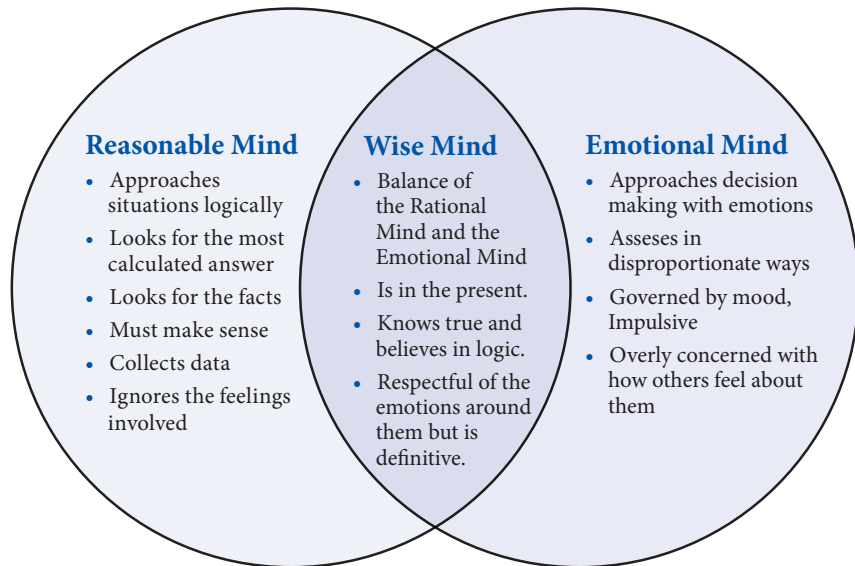 Reasonable Mind
• Approaches
situations logically
• Looks for the most
calculated answer
• Looks for the facts
• Must make sense
• Collects data
• Ignores the feelings
involved
Wise Mind
• Balance of
the Rational
Mind and the
Emotional Mind
• Is in the present.
• Knows true and
believes in logic.
• Respectful of the
emotions around
them but is
definitive.
Emotional Mind
• Approaches decision
making with emotions
• Asseses in
disproportionate ways
• Governed by mood,
Impulsive
• Overly concerned with
how others feel about
them